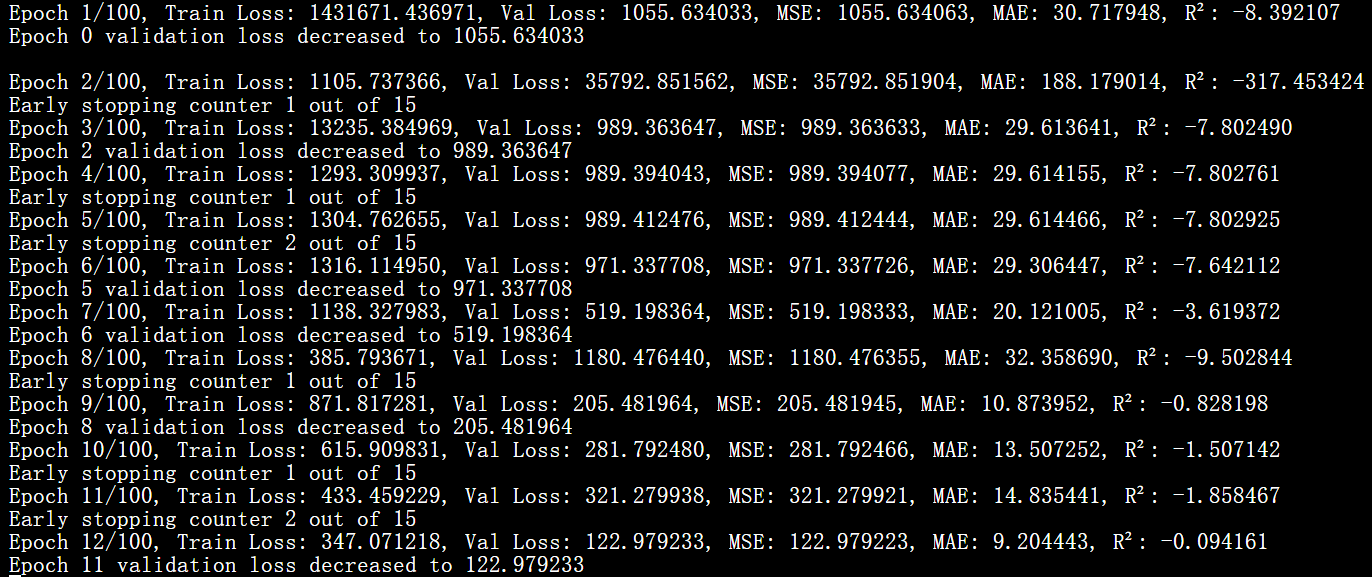 Epoch 1/100, Train Loss: 1431671.436971, Val Loss: 1055.634033, MSE: 1055.634063, MAE: 30.717948, R²: -8.392107
Epoch 0 validation loss decreased to 1055.634033
Epoch 2/100, Train Loss: 1105.737366, Val Loss: 35792.851562, MSE: 35792.851904, MAE: 188.179014, R²: -317.453424
Early stopping counter 1 out of 15
Epoch 3/100, Train Loss: 13235.384969, Val Loss: 989.363647, MSE: 989.363633, MAE: 29.613641, R²: -7.802490
Epoch 2 validation loss decreased to 989.363647
Epoch 4/100, Train Loss: 1293.309937, Val Loss: 989.394043, MSE: 989.394077, MAE: 29.614155, R²: -7.802761
Early stopping counter 1 out of 15
Epoch 5/100, Train Loss: 1304.762655, Val Loss: 989.412476, MSE: 989.412444, MAE: 29.614466, R²: -7.802925
Early stopping counter 2 out of 15
Epoch 6/100, Train Loss: 1316.114950, Val Loss: 971.337708, MSE: 971.337726, MAE: 29.306447, R²: -7.642112
Epoch 5 validation loss decreased to 971.337708
Epoch 7/100, Train Loss: 1138.327983, Val Loss: 519.198364, MSE: 519.198333, MAE: 20.121005, R²: -3.619372
Epoch 6 validation loss decreased to 519.198364
Epoch 8/100, Train Loss: 385.793671, Val Loss: 1180.476440, MSE: 1180.476355, MAE: 32.358690, R²: -9.502844
Early stopping counter 1 out of 15
Epoch 9/100, Train Loss: 871.817281, Val Loss: 205.481964, MSE: 205.481945, MAE: 10.873952, R²: -0.828198
Epoch 8 validation loss decreased to 205.481964
Epoch 10/100, Train Loss: 615.909831, Val Loss: 281.792480, MSE: 281.792466, MAE: 13.507252, R²: -1.507142
Early stopping counter 1 out of 15
Epoch 11/100, Train Loss: 433.459229, Val Loss: 321.279938, MSE: 321.279921, MAE: 14.835441, R²: -1.858467
Early stopping counter 2 out of 15
Epoch 12/100, Train Loss: 347.071218, Val Loss: 122.979233, MSE: 122.979223, MAE: 9.204443, R²: -0.094161
Epoch 11 validation loss decreased to 122.979233